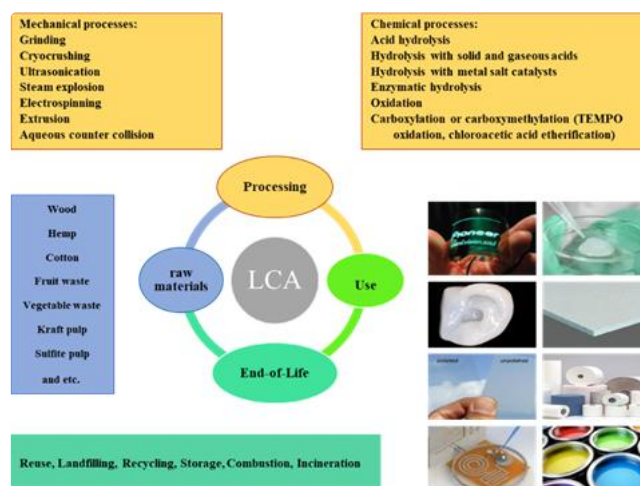 Mechanical processes:
Grinding
Cryocrushing
Ultrasonication
Steam explosion
Electrospinning
Extrusion
Aqueous counter collision
Chemical processes:
Acid hydrolysis
Hydrolysis with solid and gaseous acids
Hydrolysis with metal salt catalysts
Enzymatic hydrolysis
Oxidation
Carboxylation or carboxymethylation (TEMPO
oxidation, chloroacetic acid etherification)
Processing
Wood
Hemp
Cotton
Fruit waste
Vegetable waste
Kraft pulp
Sulfite pulp
and etc.
raw
materials
LCA
Use
End-of-Life
Pioneer
Reuse, Landfilling, Recycling, Storage, Combustion, Incineration